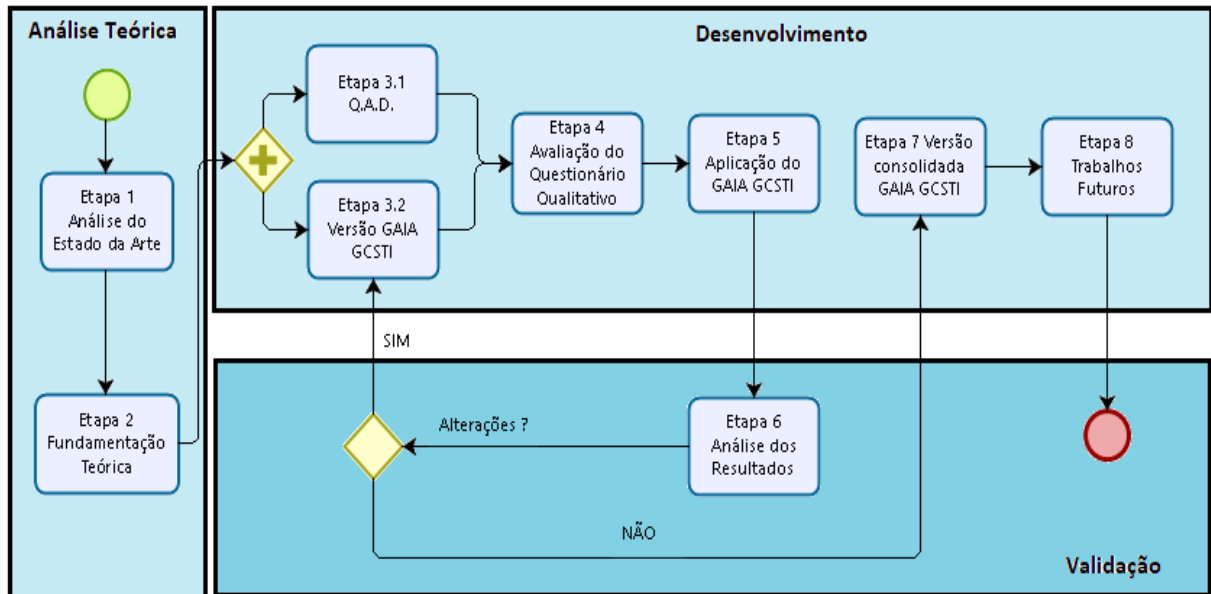 Análise Teórica
Etapa 1
Análise do
Estado da Arte
Etapa 2
Fundamentação
Teórica
Desenvolvimento
Etapa 3.1
Q.A.D.
Etapa 3.2
Versão GAIA
GCSTI
Etapa 4
Avaliação do
Questionário
Qualitativo
Etapa 5
Aplicação do
GAIA GCSTI
Etapa 7 Versão
consolidada
GAIA GCSTI
Etapa 8
Trabalhos
Futuros
SIM
Alterações ?
Etapa 6
Análise dos
Resultados
NÃO
Validação